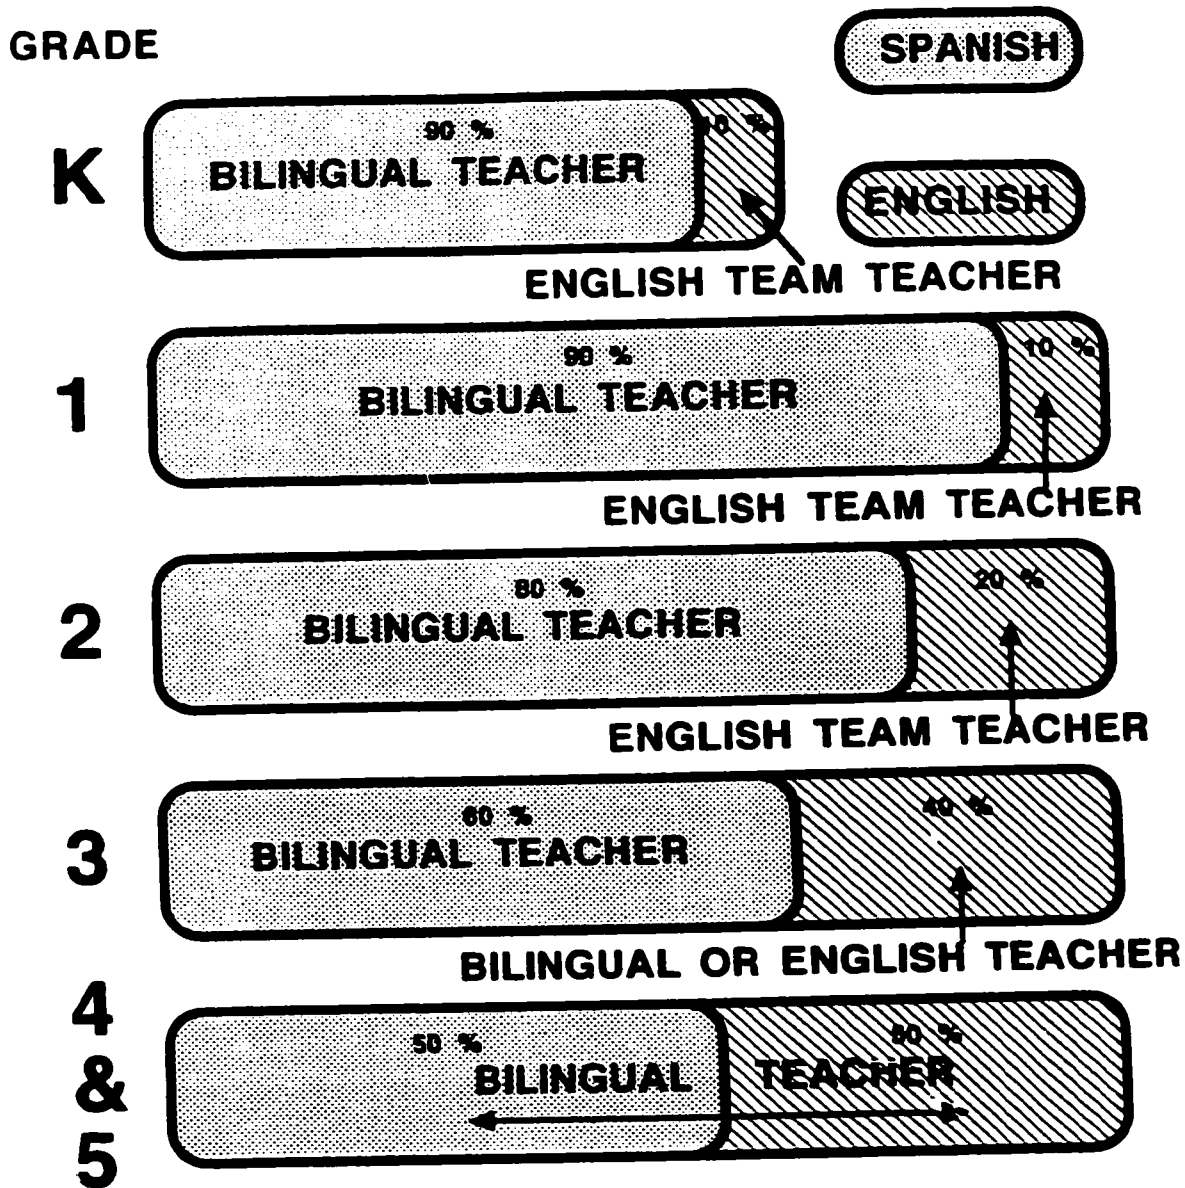 GRADE
SPANISH
K
90 %
10 %
BILINGUAL TEACHER
ENGLISH
ENGLISH TEAM TEACHER
1
90 %
10 %
BILINGUAL TEACHER
ENGLISH TEAM TEACHER
2
80 %
20 %
BILINGUAL TEACHER
ENGLISH TEAM TEACHER
3
60 %
40 %
BILINGUAL TEACHER
BILINGUAL OR ENGLISH TEACHER
4
&
5
50 %
50 %
BILINGUAL TEACHER